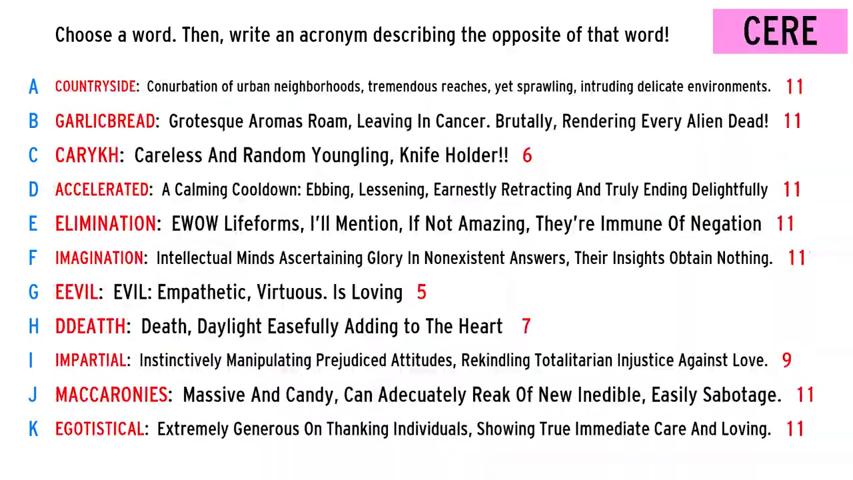 Choose a word. Then, write an acronym describing the opposite of that word!
CERE
A COUNTRYSIDE: Conurbation of urban neighborhoods, tremendous reaches, yet sprawling, intruding delicate environments. 11
B GARLICBREAD: Grotesque Aromas Roam, Leaving In Cancer. Brutally, Rendering Every Alien Dead! 11
C CARYKH: Careless And Random Youngling, Knife Holder!! 6
D ACCELERATED: A Calming Cooldown: Ebbing, Lessening, Earnestly Retracting And Truly Ending Delightfully 11
E ELIMINATION: EWOW Lifeforms, I'll Mention, If Not Amazing, They're Immune Of Negation 11
F IMAGINATION: Intellectual Minds Ascertaining Glory In Nonexistent Answers, Their Insights Obtain Nothing. 11
G EEVIL: EVIL: Empathetic, Virtuous. Is Loving 5
H DDEATTH: Death, Daylight Easefully Adding to The Heart 7
I IMPARTIAL: Instinctively Manipulating Prejudiced Attitudes, Rekindling Totalitarian Injustice Against Love. 9
J MACCARONIES: Massive And Candy, Can Adecuately Reak Of New Inedible, Easily Sabotage. 11
K EGOTISTICAL: Extremely Generous On Thanking Individuals, Showing True Immediate Care And Loving. 11